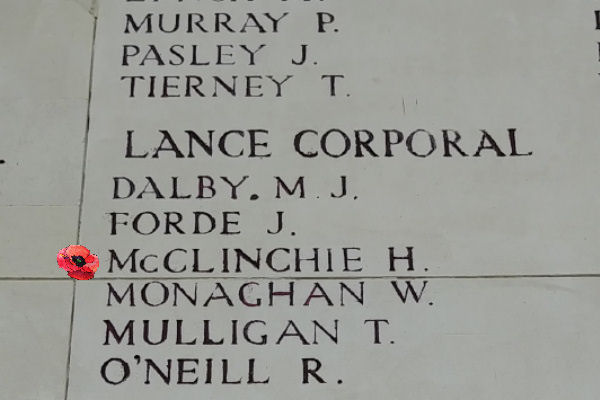 MURRAY P.
PASLEY J.
TIERNEY T.
LANCE CORPORAL
DALBY. M J.
FORDE J.
McCLINCHIE H.
MONAGHAN W.
MULLIGAN T.
O'NEILL R.